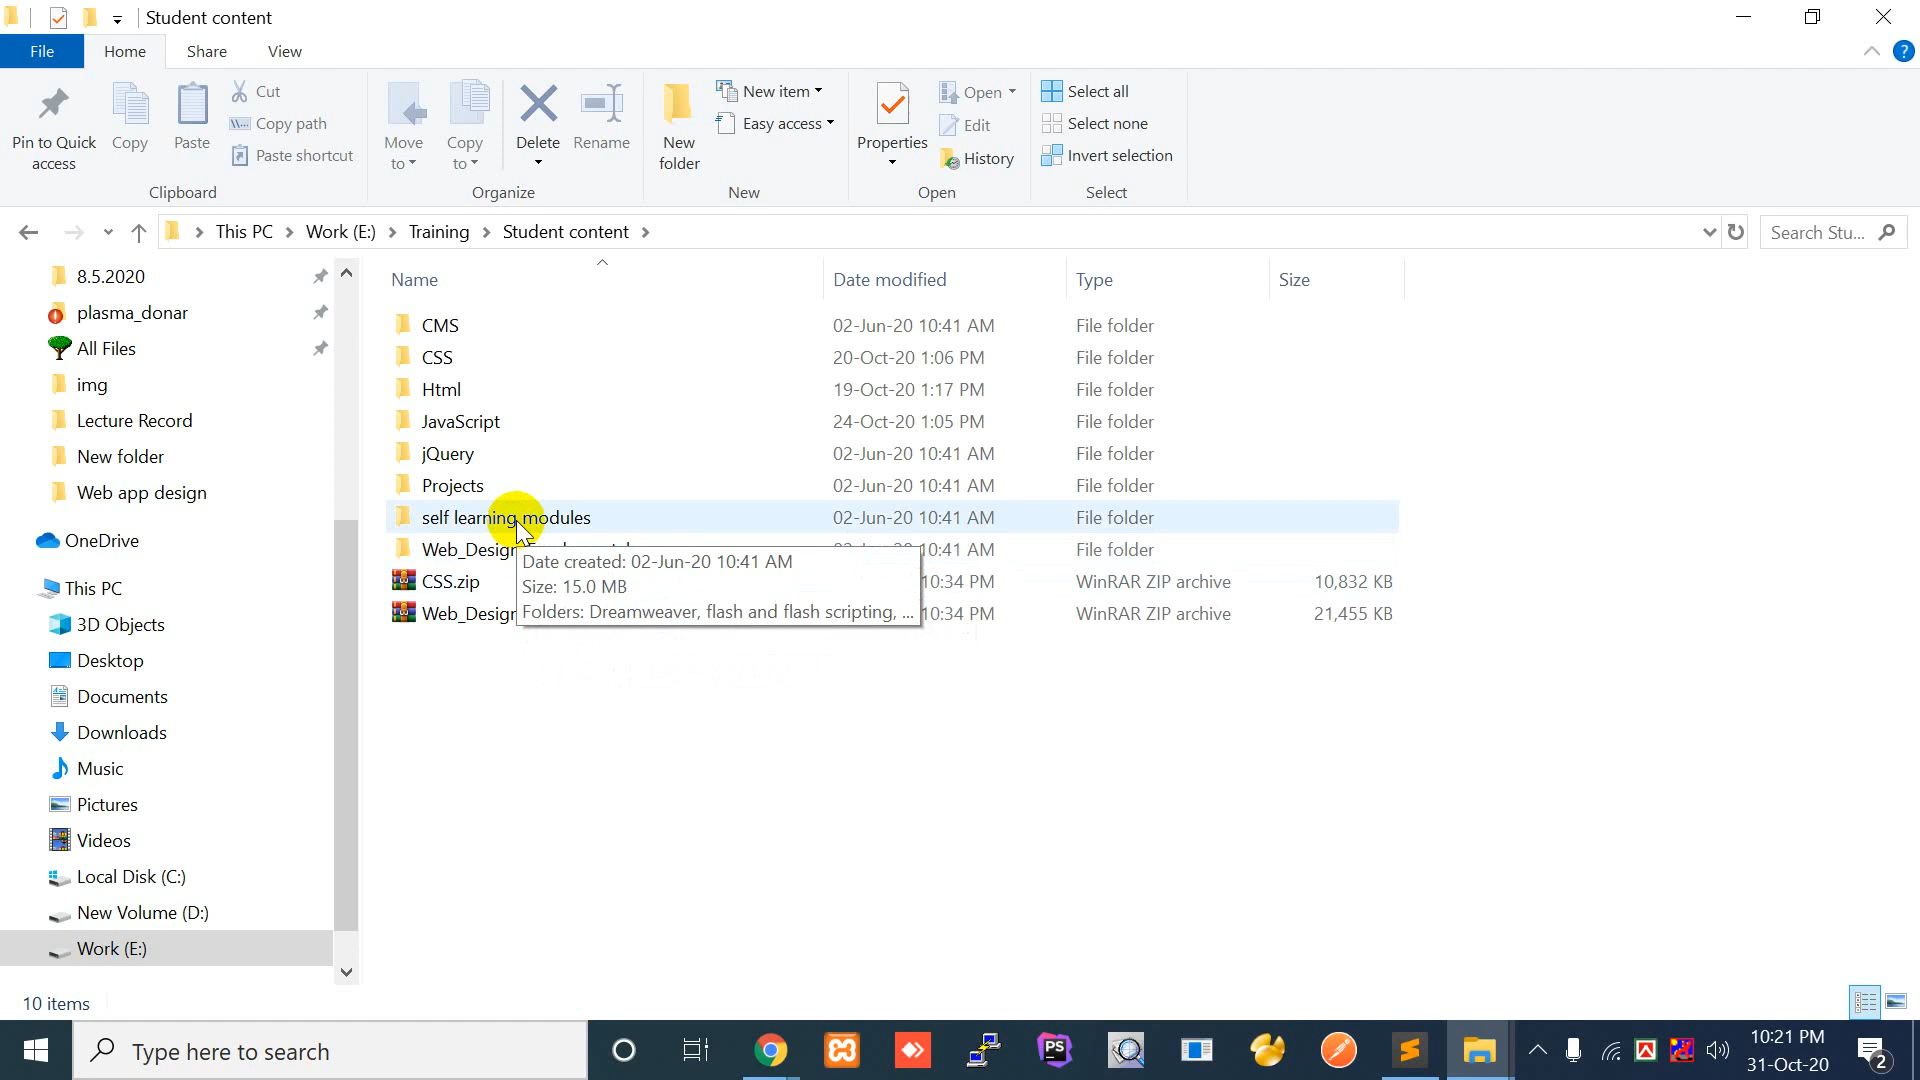 Student content
File Home Share View
Pin to Quick access
Copy
Paste
Cut
Copy path
Paste shortcut
Clipboard
Move to
Copy to
Delete
Rename
Organize
New folder
New item
Easy access
New
Properties
Open
Edit
History
Open
Select all
Select none
Invert selection
Select
This PC > Work (E:) > Training > Student content >
Search Stu...
8.5.2020
plasma_donar
All Files
img
Lecture Record
New folder
Web app design
OneDrive
This PC
3D Objects
Desktop
Documents
Downloads
Music
Pictures
Videos
Local Disk (C:)
New Volume (D:)
Work (E:)
Name Date modified Type Size
CMS 02-Jun-20 10:41 AM File folder
CSS 20-Oct-20 1:06 PM File folder
Html 19-Oct-20 1:17 PM File folder
JavaScript 24-Oct-20 1:05 PM File folder
jQuery 02-Jun-20 10:41 AM File folder
Projects 02-Jun-20 10:41 AM File folder
self learning modules 02-Jun-20 10:41 AM File folder
10:41 AM File folder
CSS.zip 10:34 PM WinRAR ZIP archive 10,832 KB
10:34 PM WinRAR ZIP archive 21,455 KB
Date created: 02-Jun-20 10:41 AM
Size: 15.0 MB
Folders: Dreamweaver, flash and flash scripting, ...
10 items
Type here to search
PS
10:21 PM
31-Oct-20
2